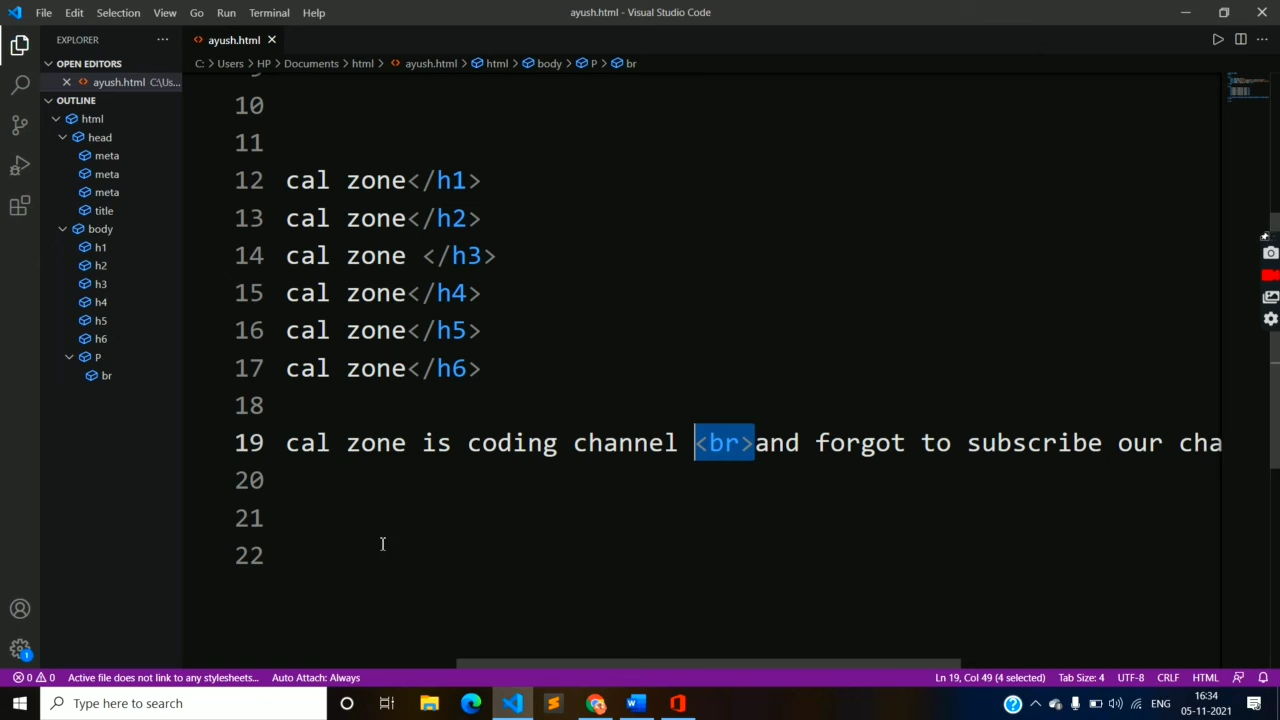 File Edit Selection View Go Run Terminal Help
ayush.html - Visual Studio Code
EXPLORER
ayush.html
OPEN EDITORS
C: > Users > HP > Documents > html > ayush.html > html > body > P > br
ayush.html C:\Us...
OUTLINE
html
head
meta
meta
meta
title
body
h1
h2
h3
h4
h5
h6
P
br
10
11
12 cal zone</h1>
13 cal zone</h2>
14 cal zone </h3>
15 cal zone</h4>
16 cal zone</h5>
17 cal zone</h6>
18
19 cal zone is coding channel <br>and forgot to subscribe our cha
20
21
22
1
0 0 Active file does not link to any stylesheets... Auto Attach: Always Ln 19, Col 49 (4 selected) Tab Size: 4 UTF-8 CRLF HTML
Type here to search
ENG
16:34
05-11-2021